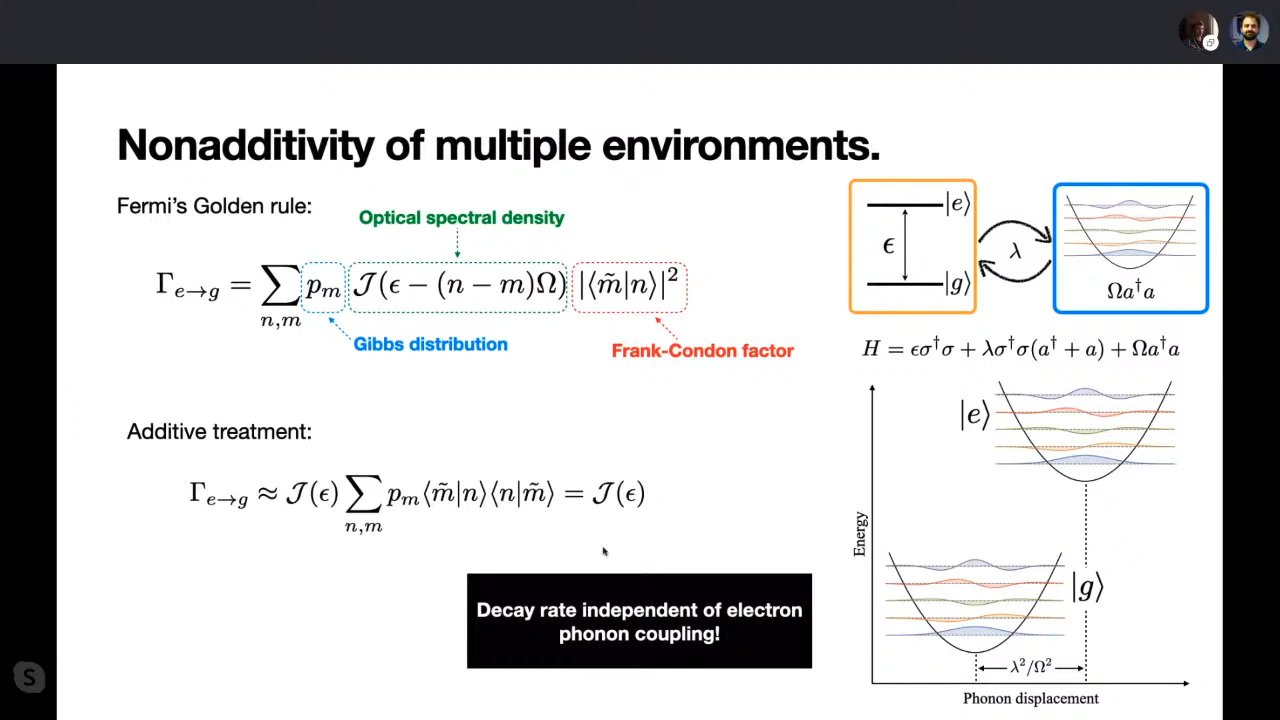 Nonadditivity of multiple environments.
Fermi's Golden rule:
Optical spectral density
Γ_{e→g} = ∑_{n,m} p_m 𝒥(ϵ − (n − m)Ω) |⟨m̃|n⟩|²
Gibbs distribution
Frank-Condon factor
Additive treatment:
Γ_{e→g} ≈ 𝒥(ϵ) ∑_{n,m} p_m⟨m̃|n⟩⟨n|m̃⟩ = 𝒥(ϵ)
Decay rate independent of electron
phonon coupling!
|e⟩
ϵ
|g⟩
λ
Ωa†a
H = ϵσ†σ + λσ†σ(a† + a) + Ωa†a
|e⟩
|g⟩
Energy
λ²/Ω²
Phonon displacement
S